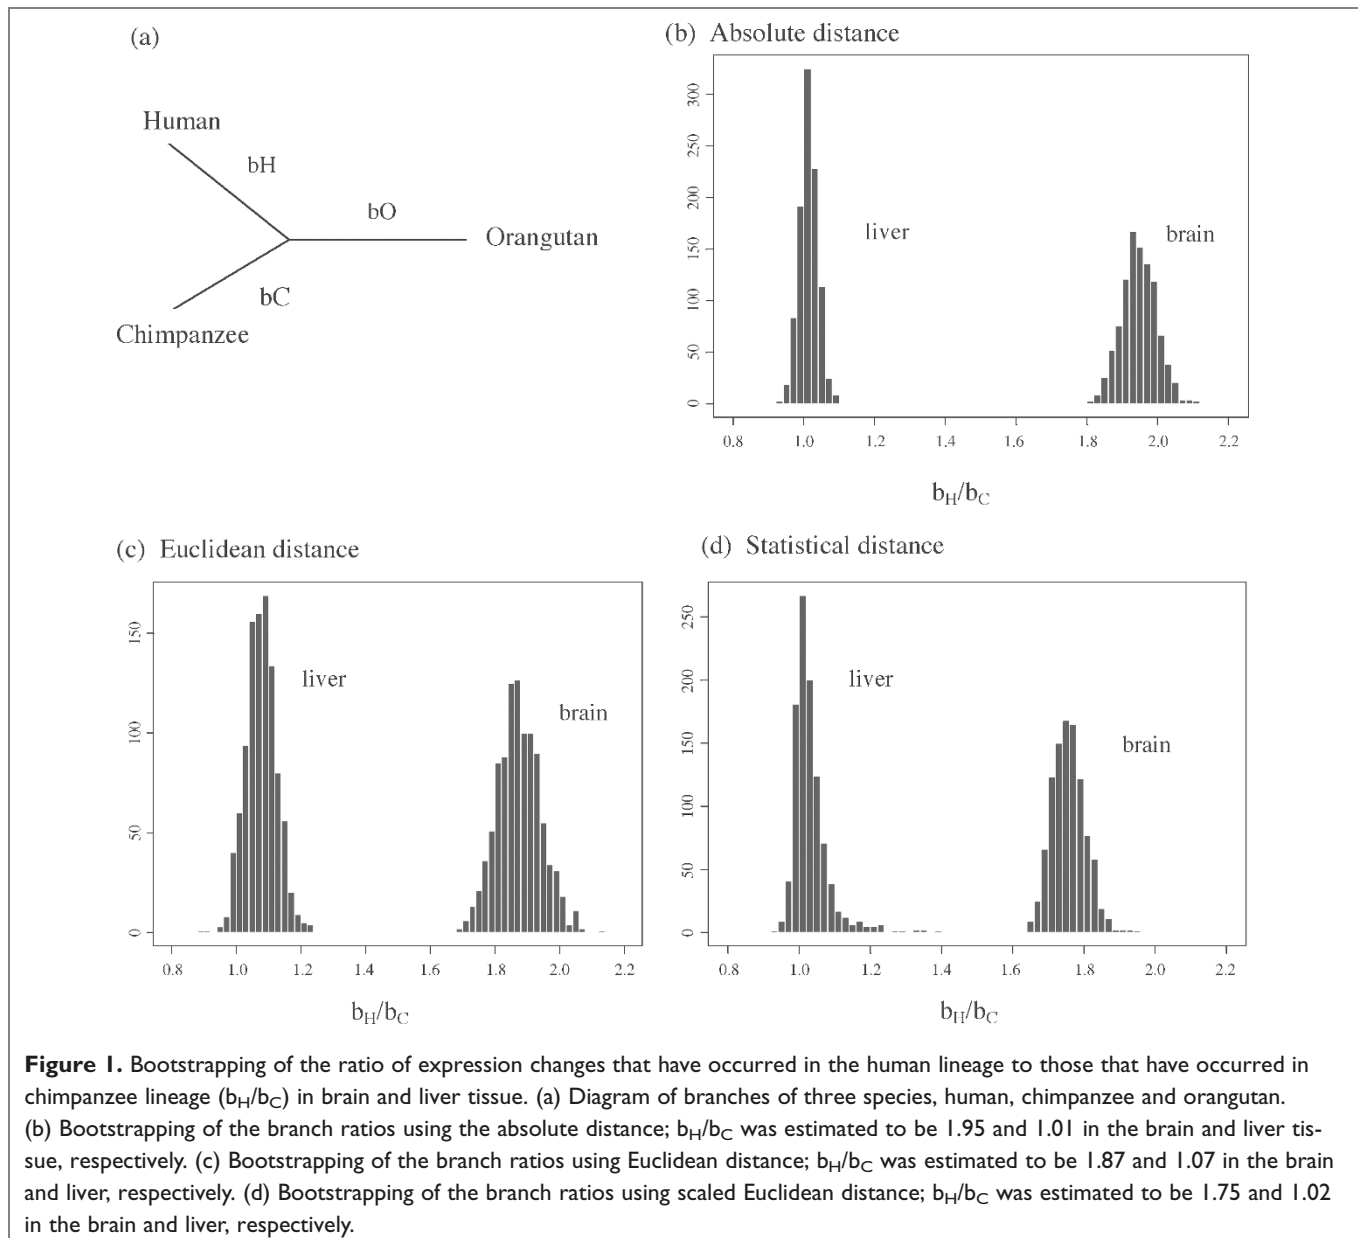 (a)
Human
bH
bO
Orangutan
bC
Chimpanzee
(b) Absolute distance
300
250
200
150
100
50
0
liver
brain
0.8 1.0 1.2 1.4 1.6 1.8 2.0 2.2
bH/bC
(c) Euclidean distance
150
100
50
0
liver
brain
0.8 1.0 1.2 1.4 1.6 1.8 2.0 2.2
bH/bC
(d) Statistical distance
250
200
150
100
50
0
liver
brain
0.8 1.0 1.2 1.4 1.6 1.8 2.0 2.2
bH/bC
Figure 1. Bootstrapping of the ratio of expression changes that have occurred in the human lineage to those that have occurred in
chimpanzee lineage (bH/bC) in brain and liver tissue. (a) Diagram of branches of three species, human, chimpanzee and orangutan.
(b) Bootstrapping of the branch ratios using the absolute distance; bH/bC was estimated to be 1.95 and 1.01 in the brain and liver tis-
sue, respectively. (c) Bootstrapping of the branch ratios using Euclidean distance; bH/bC was estimated to be 1.87 and 1.07 in the brain
and liver, respectively. (d) Bootstrapping of the branch ratios using scaled Euclidean distance; bH/bC was estimated to be 1.75 and 1.02
in the brain and liver, respectively.